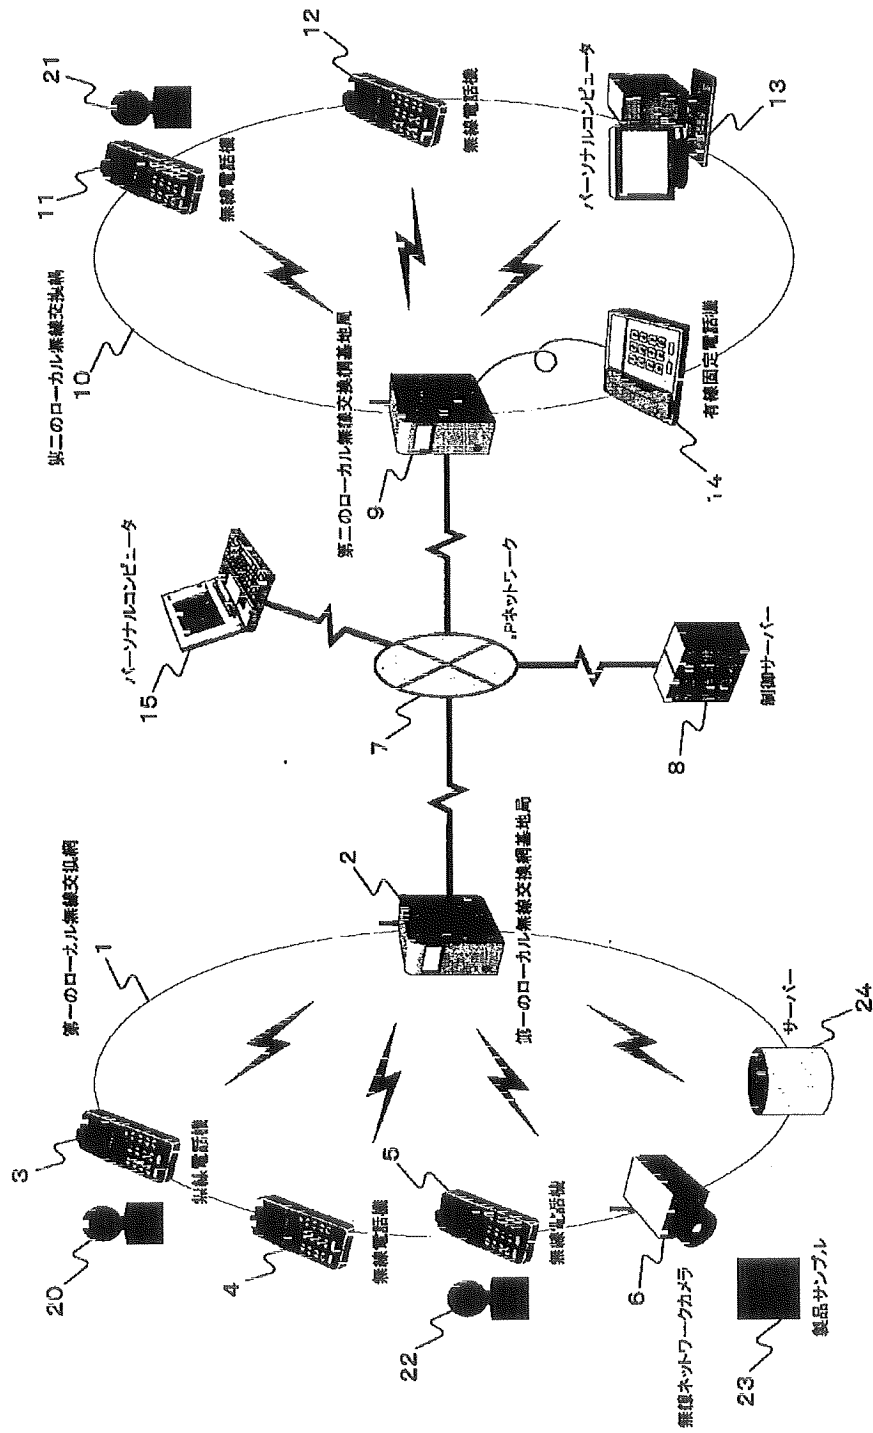 第一のローカル無線交換網
1
3
無線電話機
20
4
無線電話機
5
無線電話機
22
6
無線ネットワークカメラ
23
製品サンプル
サーバー
24
2
第一のローカル無線交換網基地局
15
パーソナルコンピュータ
7
IPネットワーク
8
制御サーバー
第二のローカル無線交換網
10
第二のローカル無線交換網基地局
9
11
無線電話機
21
12
無線電話機
パーソナルコンピュータ
13
有線固定電話機
14